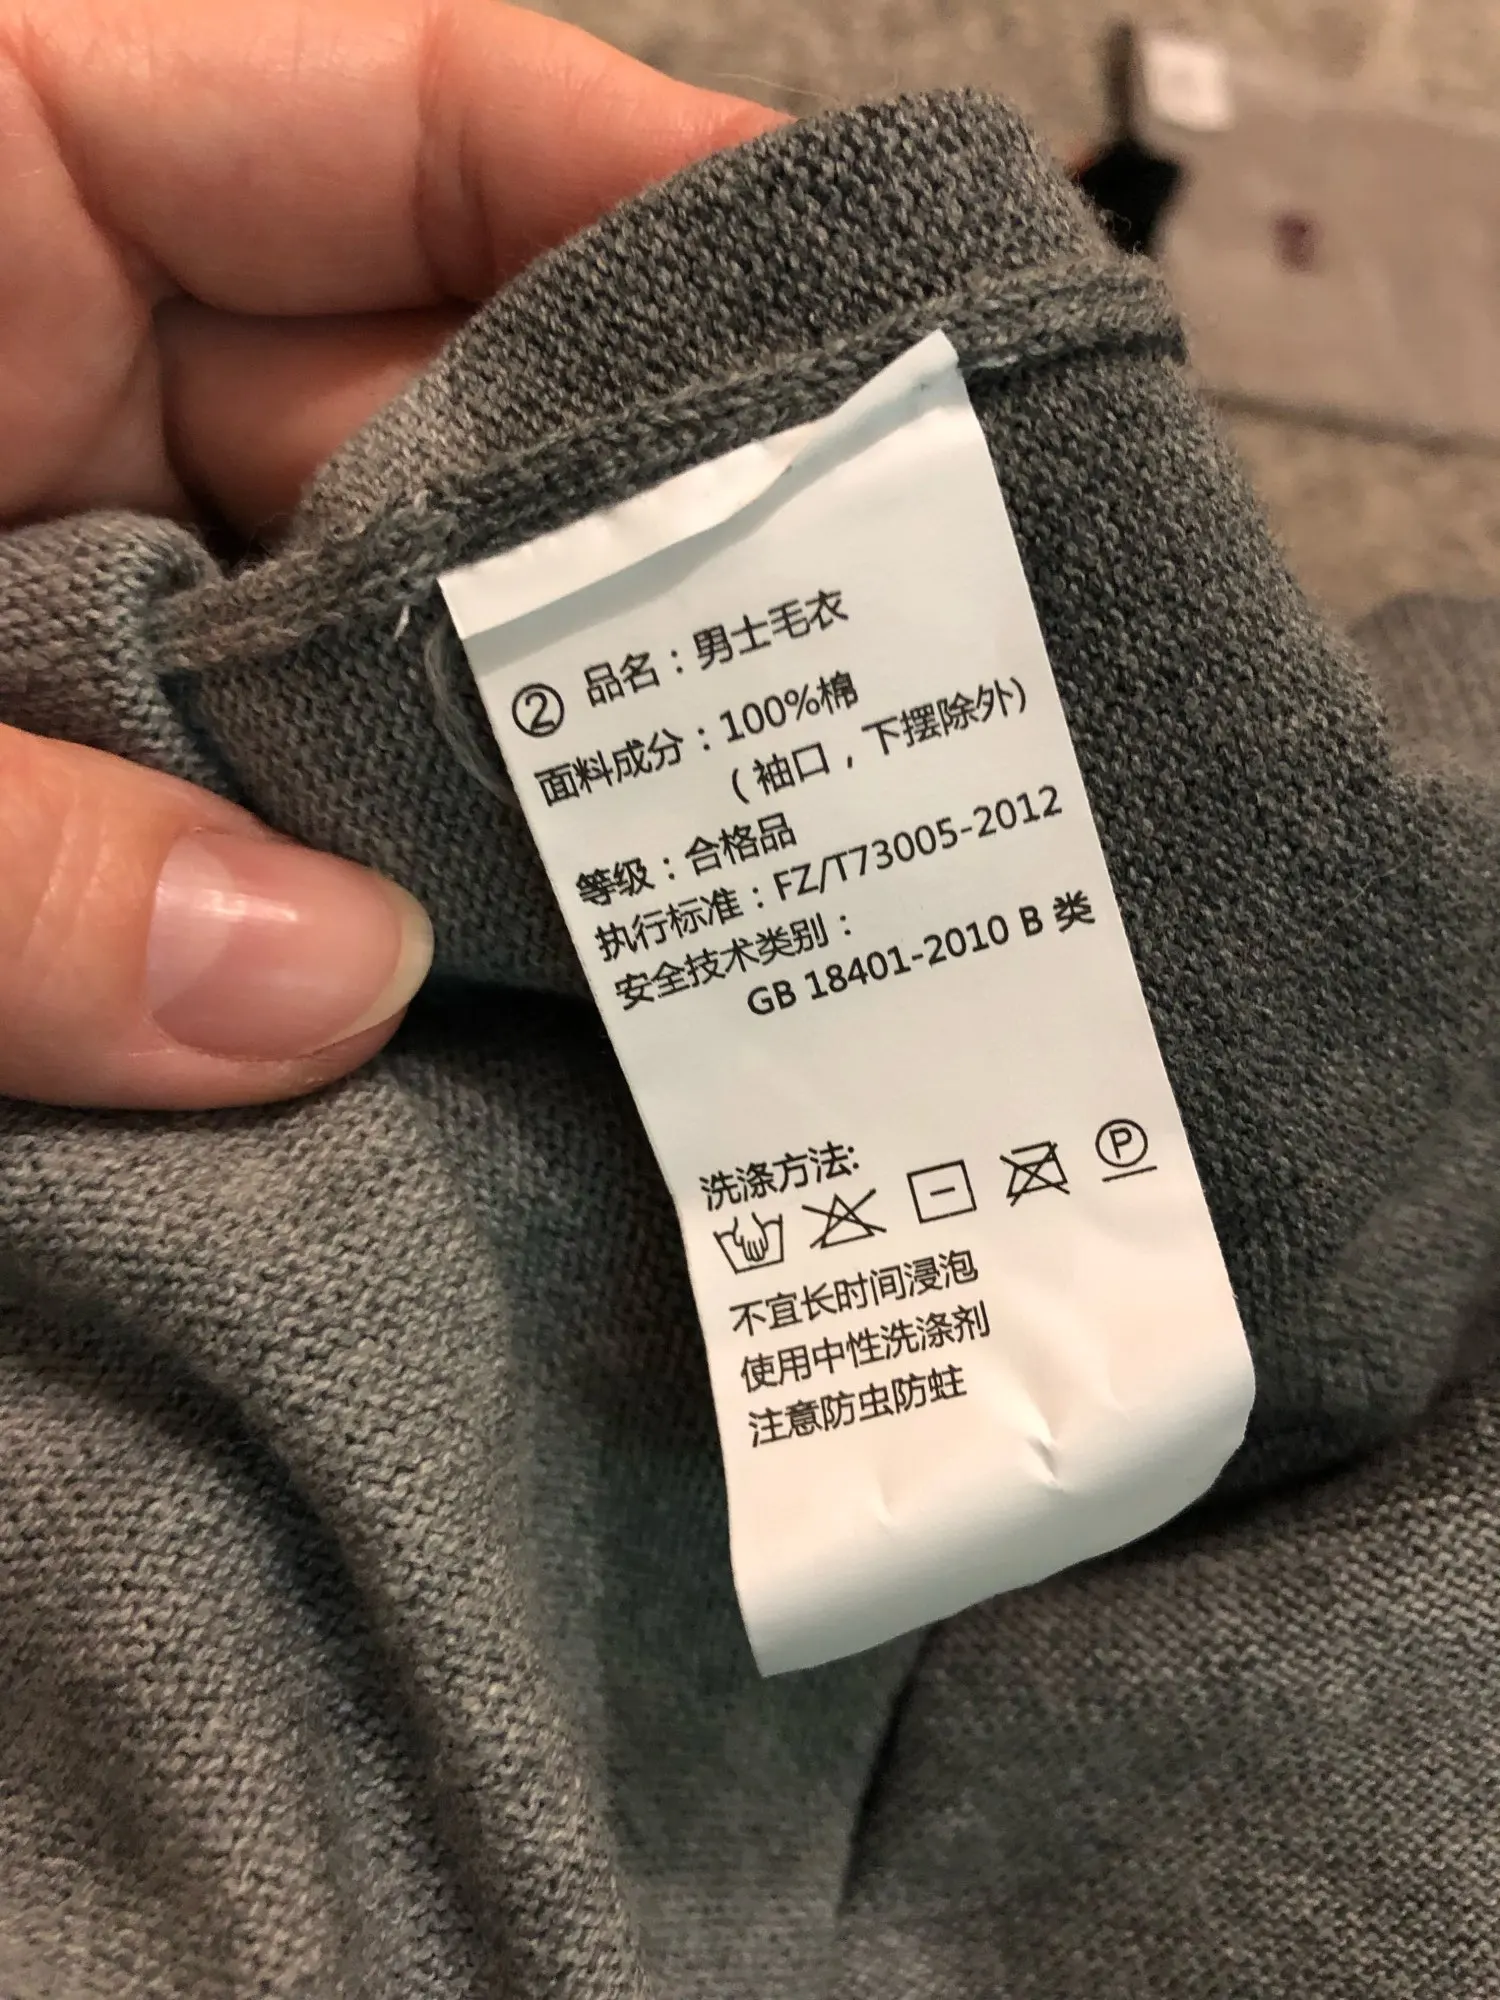 ② 品名：男士毛衣
面料成分：100%棉
（袖口，下摆除外）
等级：合格品
执行标准：FZ/T73005-2012
安全技术类别：
GB 18401-2010 B 类
洗涤方法:
P
不宜长时间浸泡
使用中性洗涤剂
注意防虫防蛀